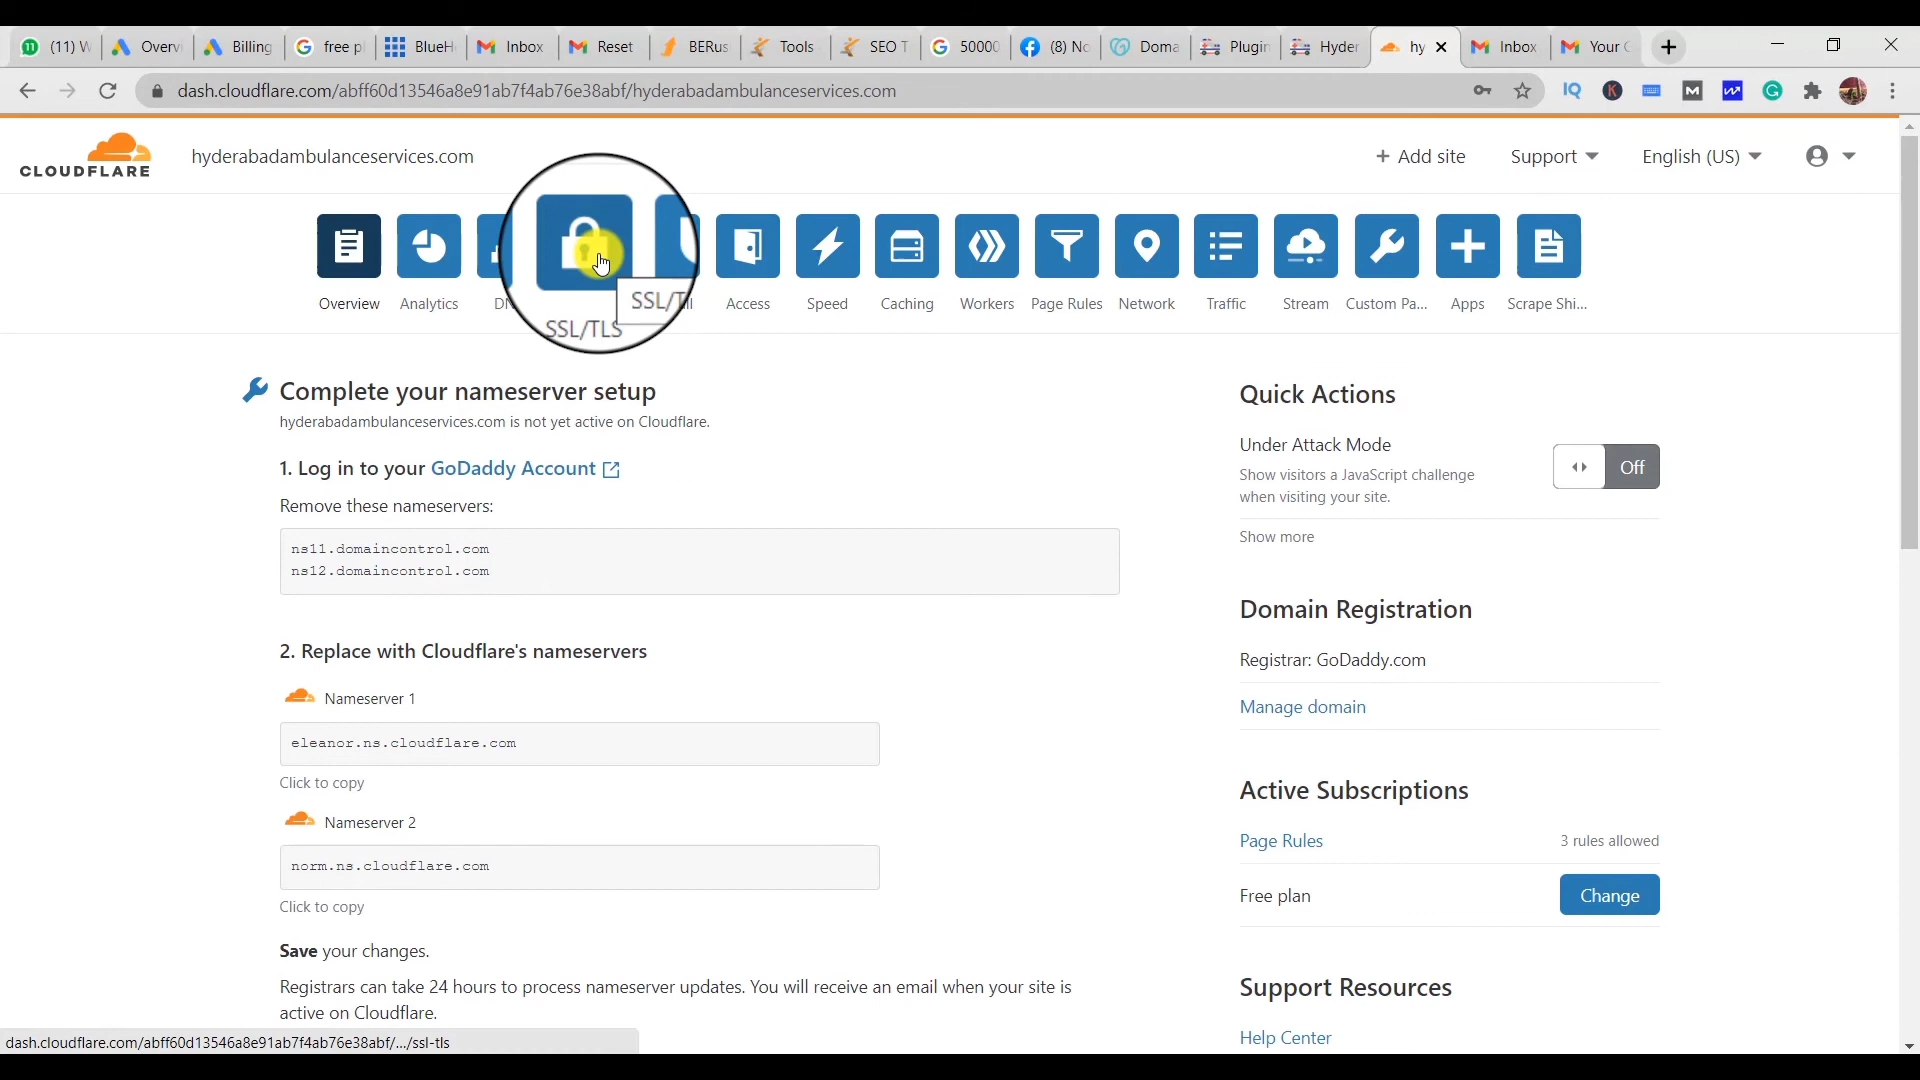 (11) W
Overv
Billing
free p
BlueH
Inbox
Reset
BERus
Tools
SEO T
50000
(8) No
Doma
Plugin
Hyder
hy
Inbox
Your
dash.cloudflare.com/abff60d13546a8e91ab7f4ab76e38abf/hyderabadambulanceservices.com
CLOUDFLARE
hyderabadambulanceservices.com
+ Add site
Support
English (US)
Overview
Analytics
SSL/TLS
SSL/T
Access
Speed
Caching
Workers
Page Rules
Network
Traffic
Stream
Custom Pa...
Apps
Scrape Shi...
Complete your nameserver setup
hyderabadambulanceservices.com is not yet active on Cloudflare.
1. Log in to your GoDaddy Account
Remove these nameservers:
ns11.domaincontrol.com
ns12.domaincontrol.com
2. Replace with Cloudflare's nameservers
Nameserver 1
eleanor.ns.cloudflare.com
Click to copy
Nameserver 2
norm.ns.cloudflare.com
Click to copy
Save your changes.
Registrars can take 24 hours to process nameserver updates. You will receive an email when your site is
active on Cloudflare.
Quick Actions
Under Attack Mode
Show visitors a JavaScript challenge
when visiting your site.
Off
Show more
Domain Registration
Registrar: GoDaddy.com
Manage domain
Active Subscriptions
Page Rules
3 rules allowed
Free plan
Change
Support Resources
Help Center
dash.cloudflare.com/abff60d13546a8e91ab7f4ab76e38abf/.../ssl-tls